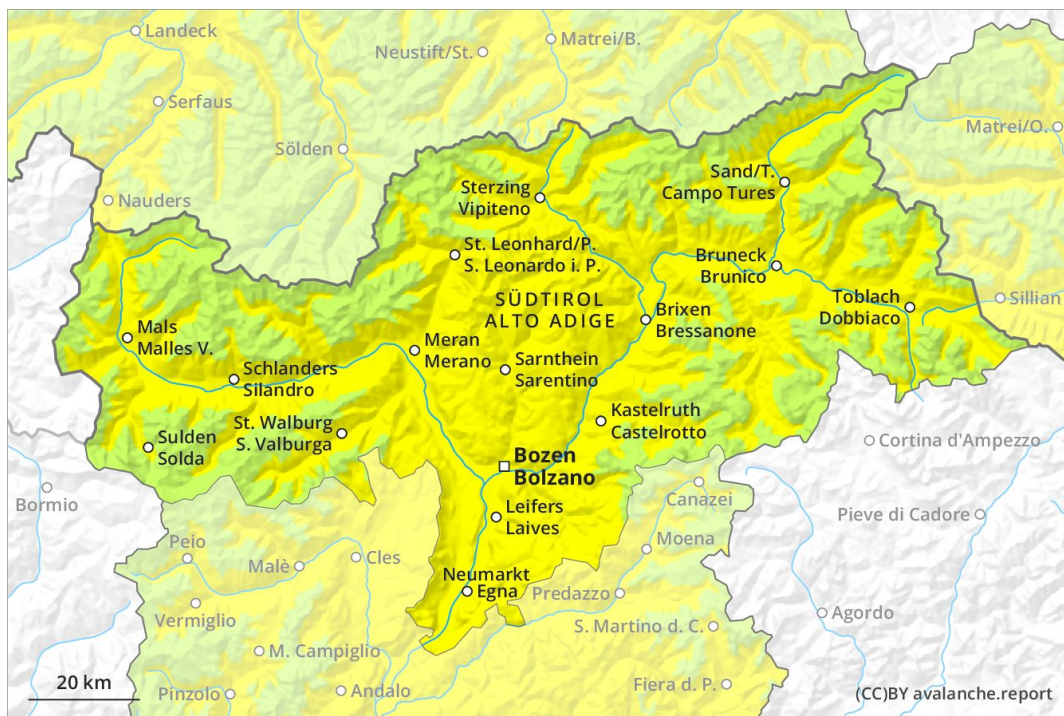 Landeck
Matrei/B.
Neustift/St.
Serfaus
Matrei/O.
Sölden
Sand/T.
Campo Tures
Sterzing
Vipiteno
Nauders
St. Leonhard/P.
S. Leonardo i. P.
Bruneck
Brunico
SÜDTIROL
ALTO ADIGE
Toblach
Dobbiaco
Sillian
Brixen
Bressanone
Mals
Malles V.
Meran
Merano
Schlanders
Silandro
Sarnthein
Sarentino
Kastelruth
Castelrotto
St. Walburg
S. Valburga
Sulden
Solda
Cortina d'Ampezzo
Bozen
Bolzano
Bormio
Canazei
Leifers
Laives
Pieve di Cadore
Moena
Peio
Malè
Cles
Neumarkt
Egna
Predazzo
Vermiglio
Agordo
S. Martino d. C.
M. Campiglio
20 km
Pinzolo
Andalo
Fiera d. P.
(CC)BY avalanche.report